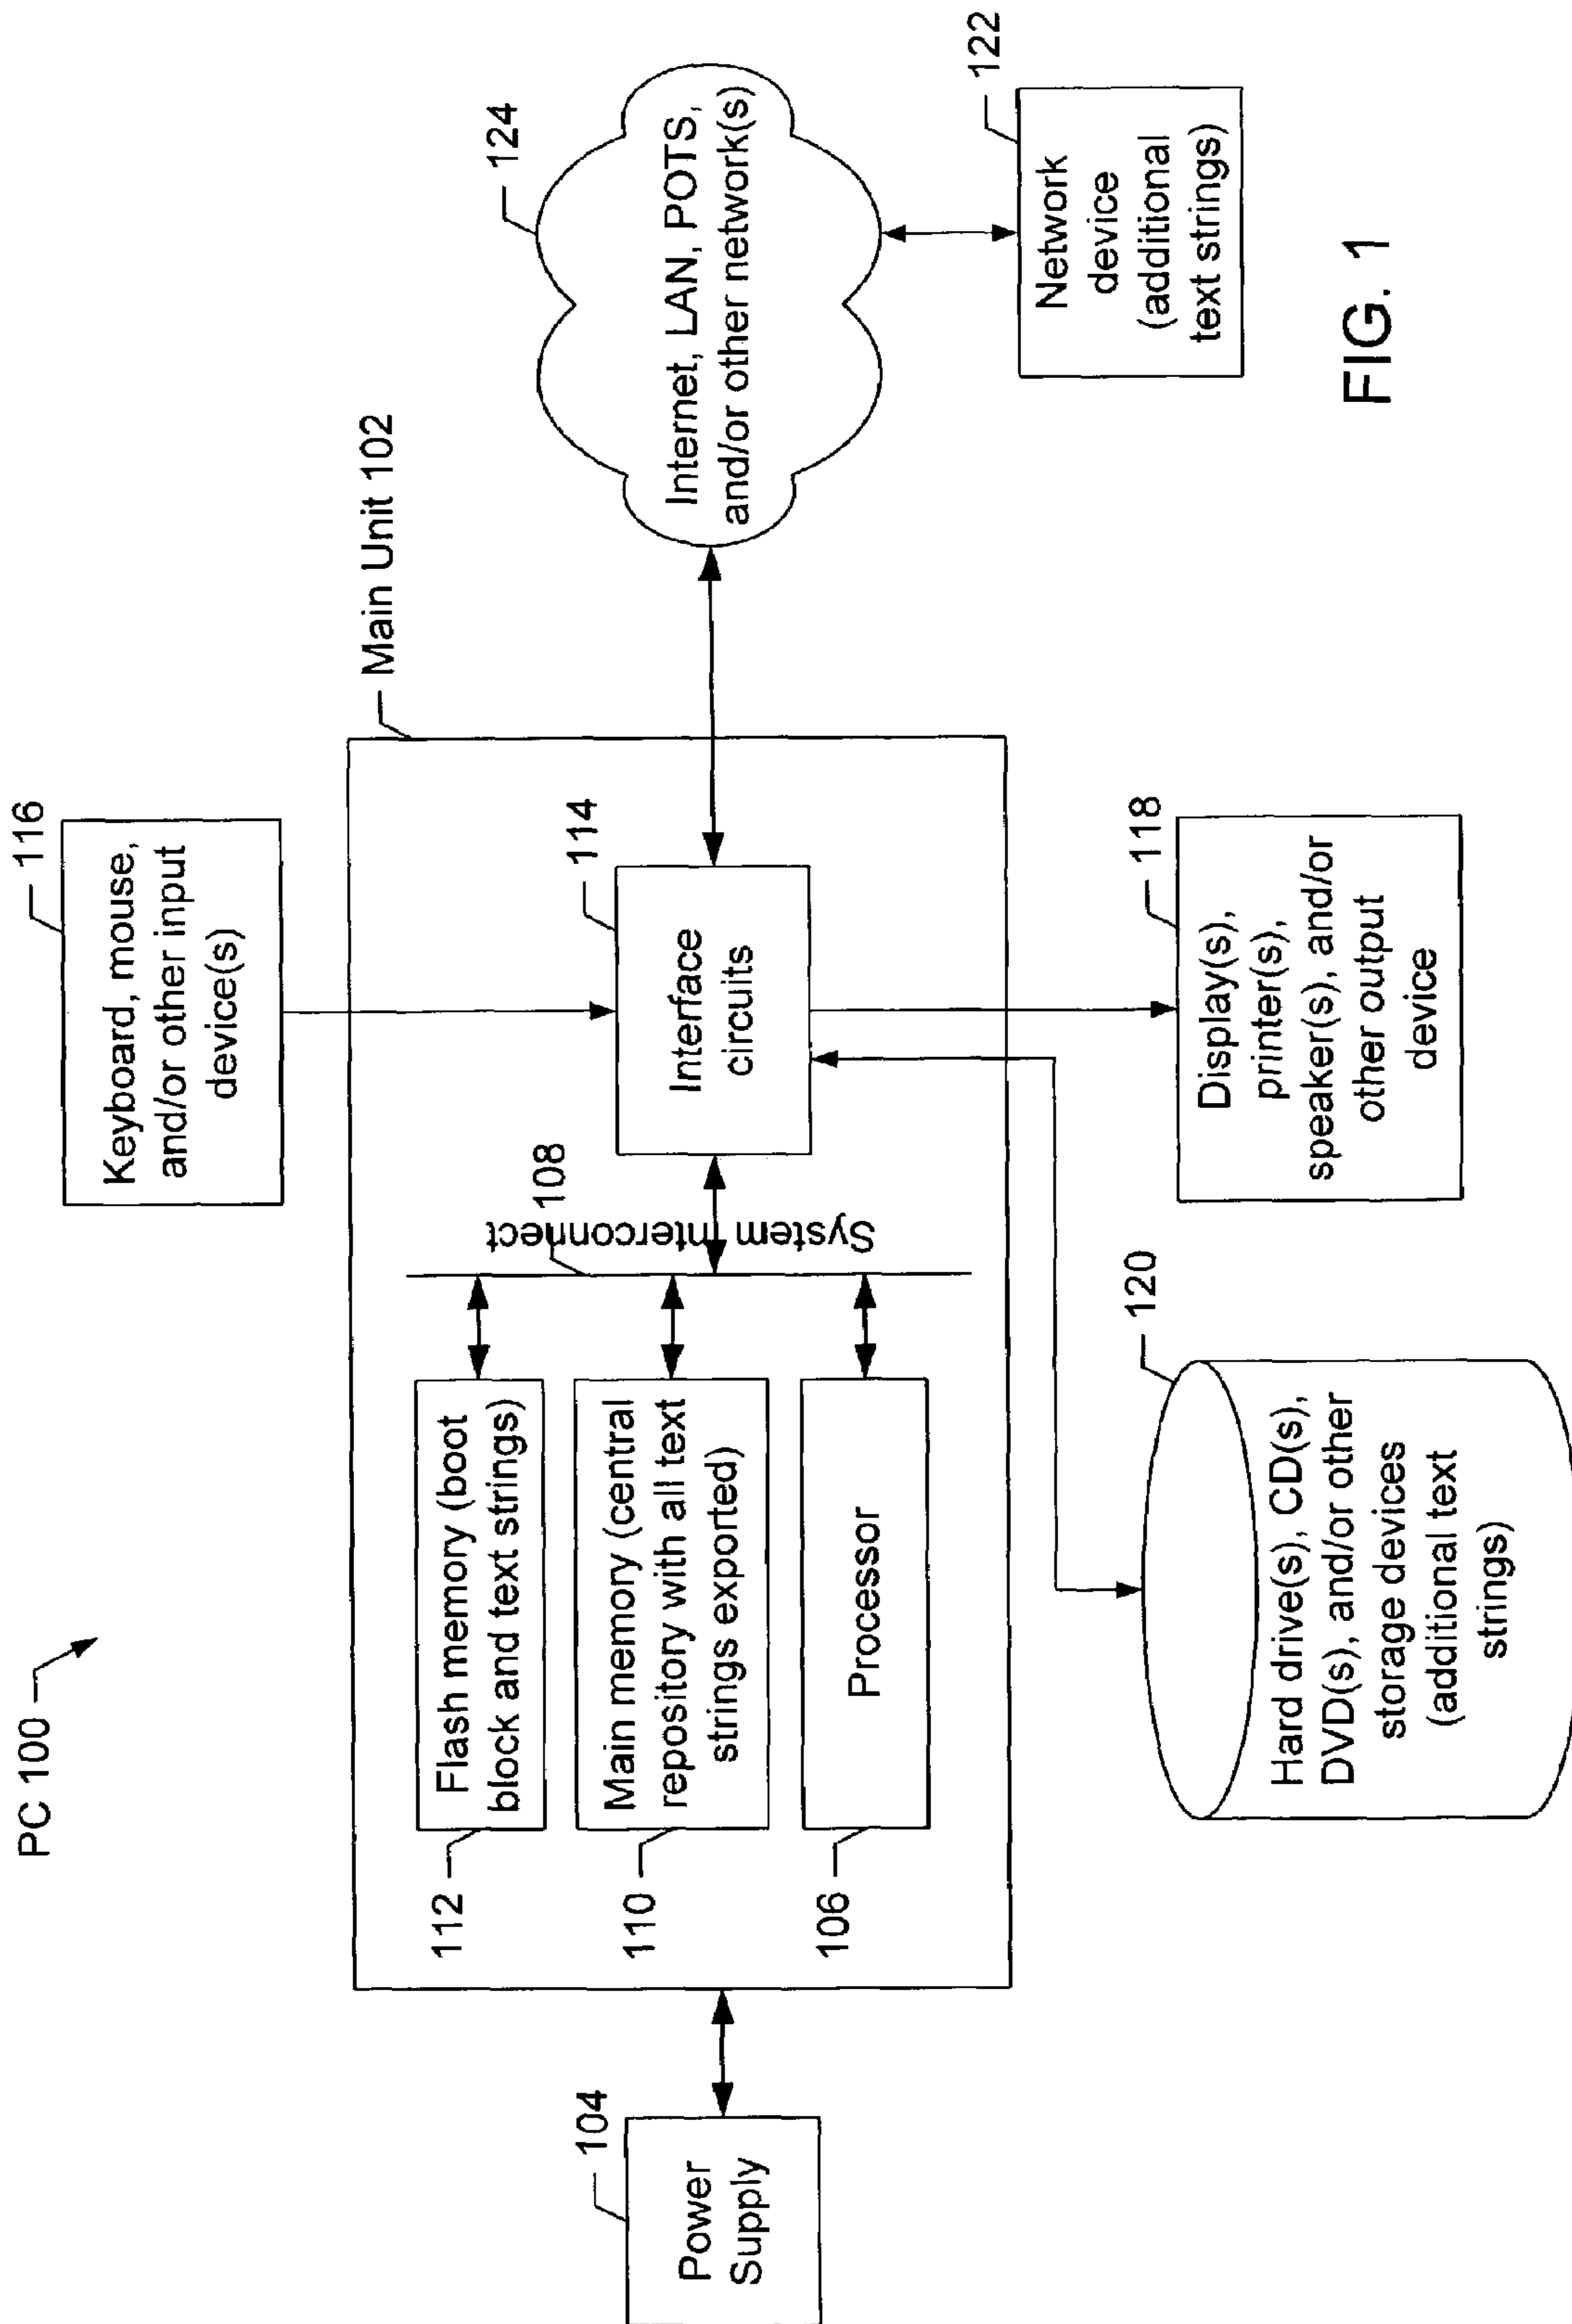 PC 100
116
Keyboard, mouse,
and/or other input
device(s)
Main Unit 102
124
Internet, LAN, POTS,
and/or other network(s)
104
Power
Supply
112
Flash memory (boot
block and text strings)
110
Main memory (central
repository with all text
strings exported)
106
Processor
108
System Interconnect
114
Interface
circuits
122
Network
device
(additional
text strings)
120
Hard drive(s), CD(s),
DVD(s), and/or other
storage devices
(additional text
strings)
118
Display(s),
printer(s),
speaker(s), and/or
other output
device
FIG. 1